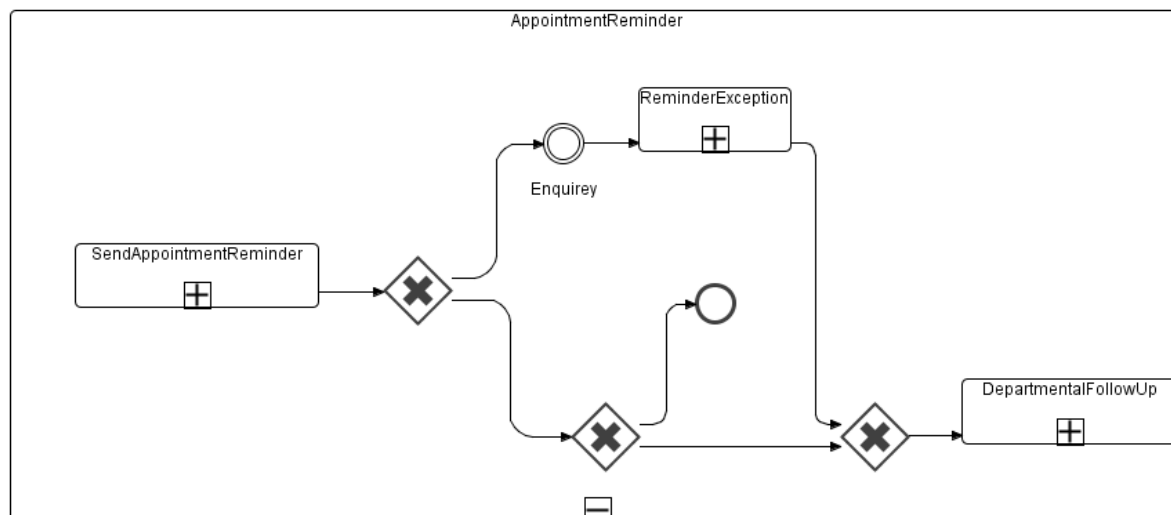 AppointmentReminder
ReminderException
Enquirey
SendAppointmentReminder
DepartmentalFollowUp